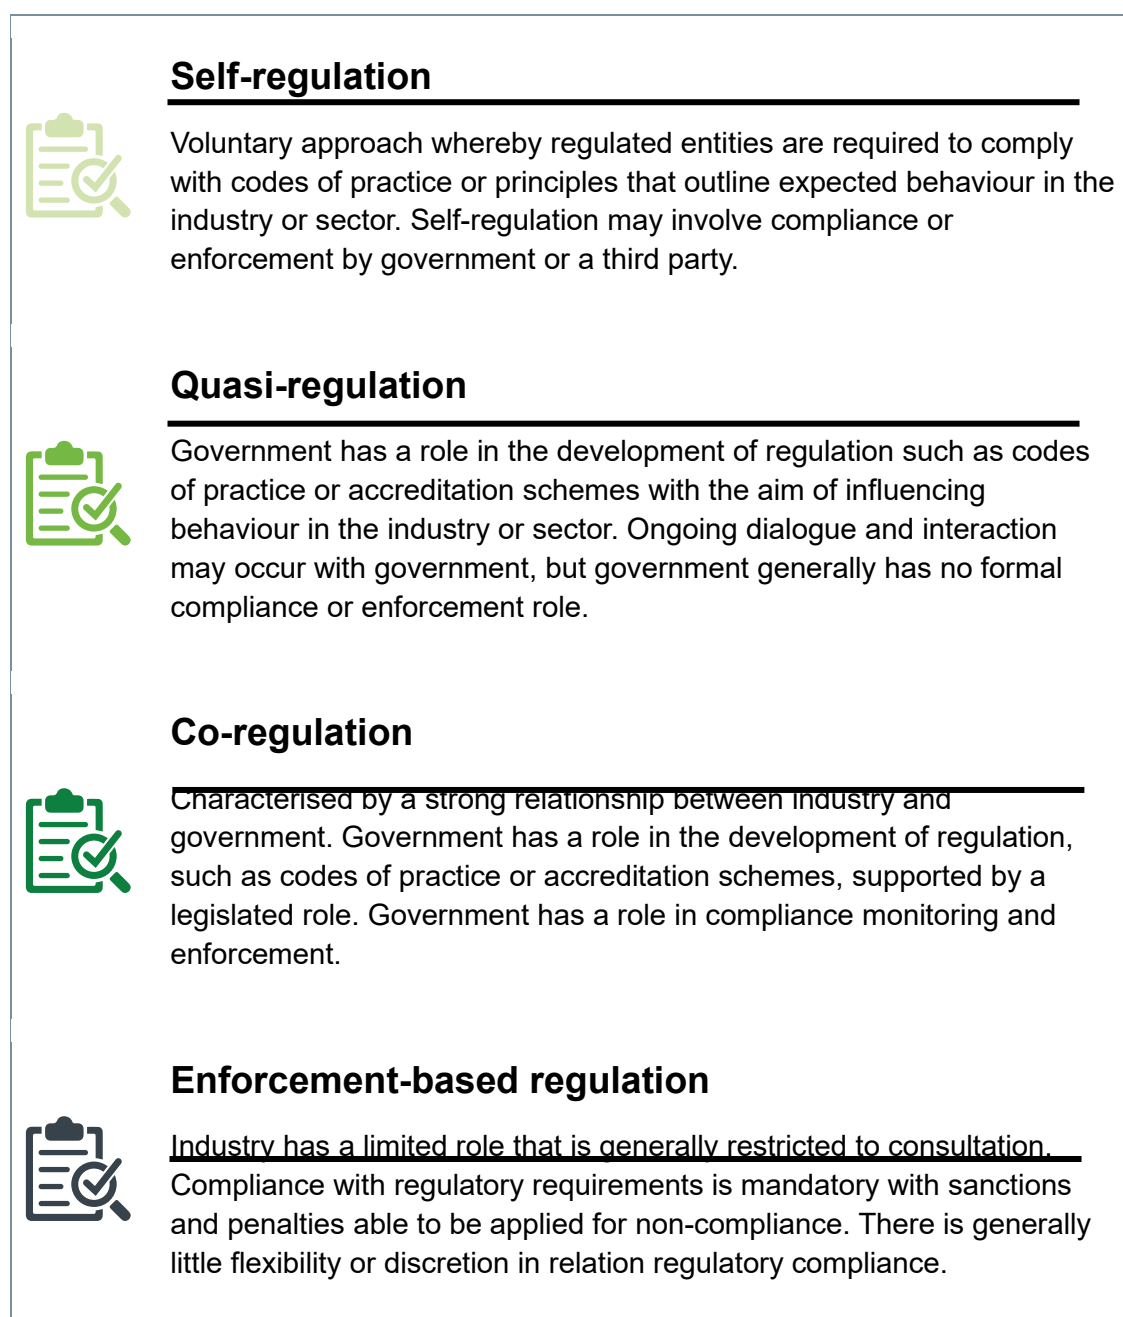 Self-regulation
Voluntary approach whereby regulated entities are required to comply
with codes of practice or principles that outline expected behaviour in the
industry or sector. Self-regulation may involve compliance or
enforcement by government or a third party.
Quasi-regulation
Government has a role in the development of regulation such as codes
of practice or accreditation schemes with the aim of influencing
behaviour in the industry or sector. Ongoing dialogue and interaction
may occur with government, but government generally has no formal
compliance or enforcement role.
Co-regulation
Characterised by a strong relationship between industry and
government. Government has a role in the development of regulation,
such as codes of practice or accreditation schemes, supported by a
legislated role. Government has a role in compliance monitoring and
enforcement.
Enforcement-based regulation
Industry has a limited role that is generally restricted to consultation.
Compliance with regulatory requirements is mandatory with sanctions
and penalties able to be applied for non-compliance. There is generally
little flexibility or discretion in relation regulatory compliance.